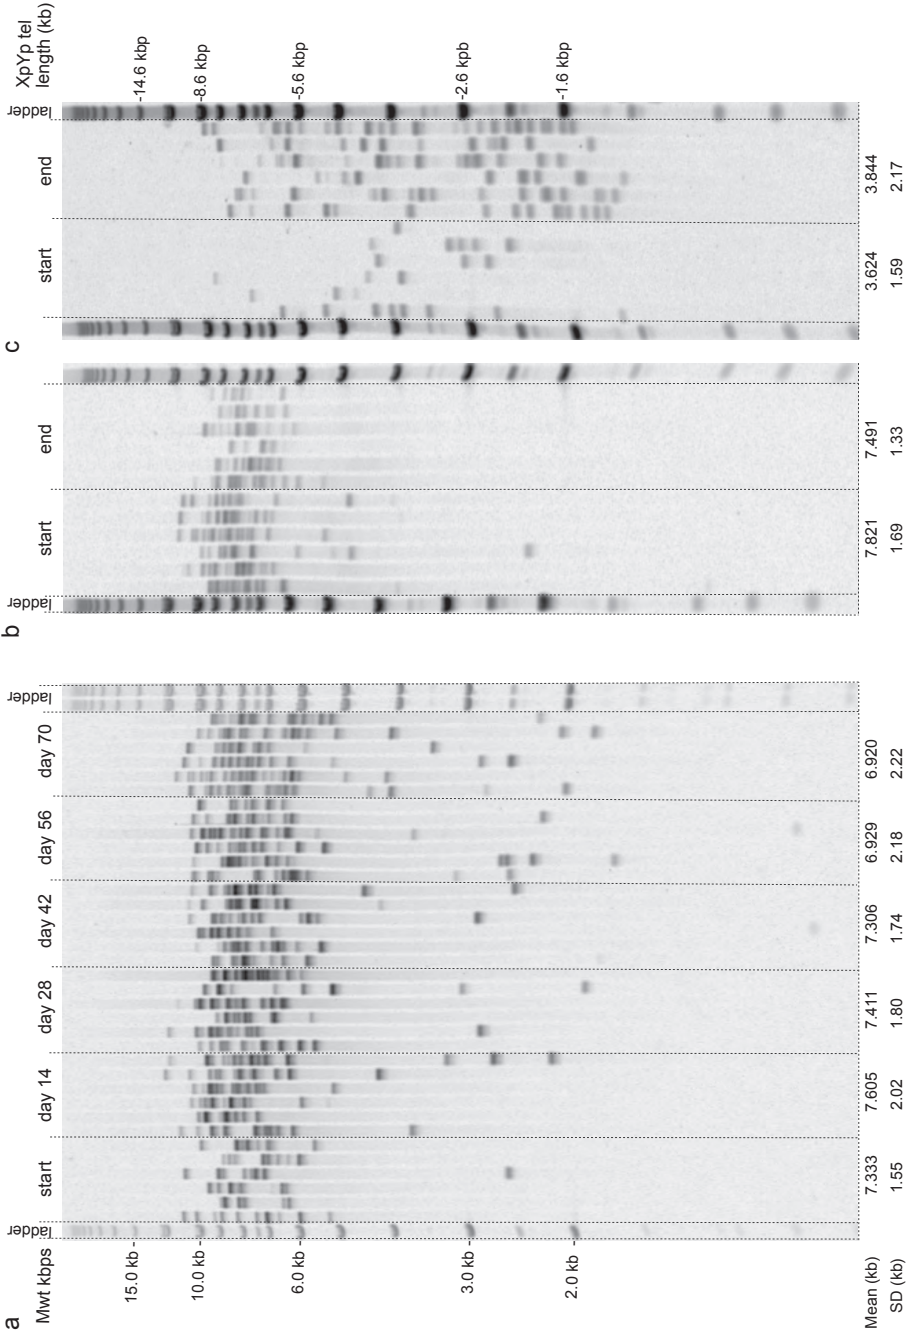 a
Mwt kbps
15.0 kb
10.0 kb
6.0 kb
3.0 kb
2.0 kb
ladder
start
day 14
day 28
day 42
day 56
day 70
ladder
Mean (kb)
7.333
7.605
7.411
7.306
6.929
6.920
SD (kb)
1.55
2.02
1.80
1.74
2.18
2.22
b
ladder
start
end
7.821
7.491
1.69
1.33
c
start
end
ladder
XpYp tel
length (kb)
-14.6 kbp
-8.6 kbp
-5.6 kbp
-2.6 kpb
-1.6 kbp
3.624
3.844
1.59
2.17